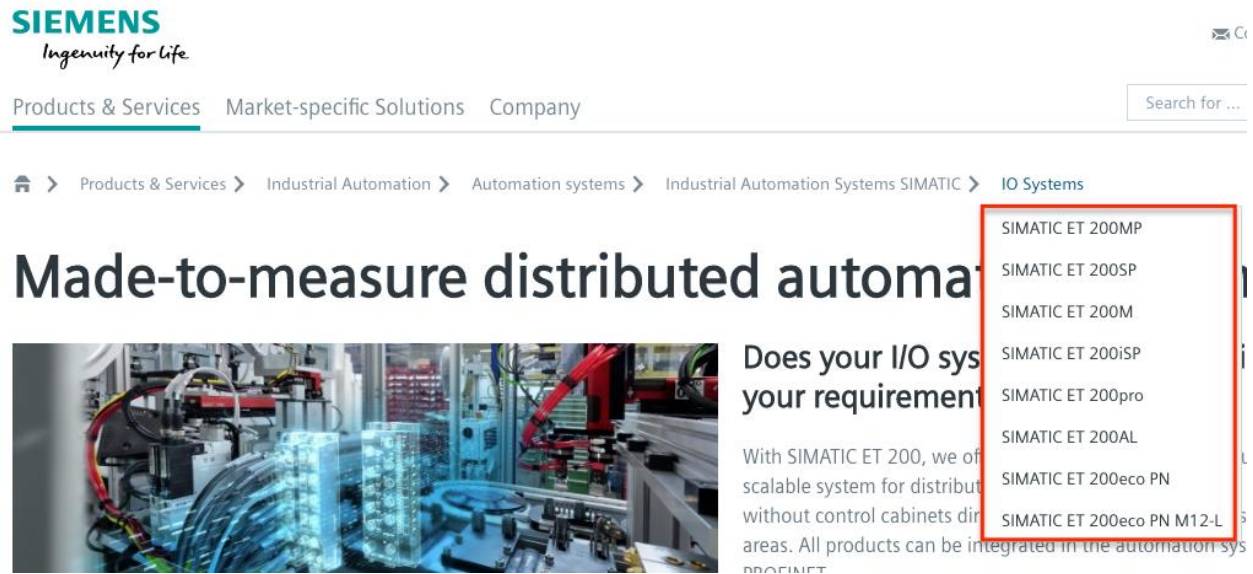 SIEMENS
Ingenuity for life
Co
Products & Services Market-specific Solutions Company
Search for ...
Products & Services Industrial Automation Automation systems Industrial Automation Systems SIMATIC IO Systems
SIMATIC ET 200MP
SIMATIC ET 200SP
SIMATIC ET 200M
SIMATIC ET 200iSP
SIMATIC ET 200pro
SIMATIC ET 200AL
SIMATIC ET 200eco PN
SIMATIC ET 200eco PN M12-L
Made-to-measure distributed automat
Does your I/O sys
your requirement
With SIMATIC ET 200, we of
scalable system for distribut
without control cabinets dir
areas. All products can be integrated in the automation sys
PROFINET